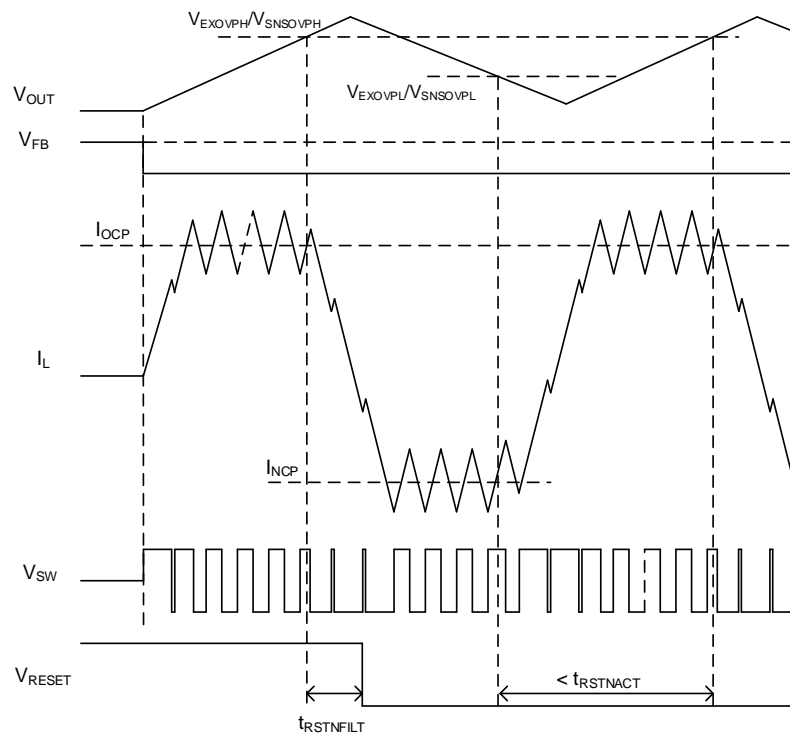 VEXOVPH/VSNSOVPH
VEXOVPL/VSNSOVPL
VOUT
VFB
IOCP
IL
INCP
VSW
VRESET
< tRSTNACT
tRSTNFILT